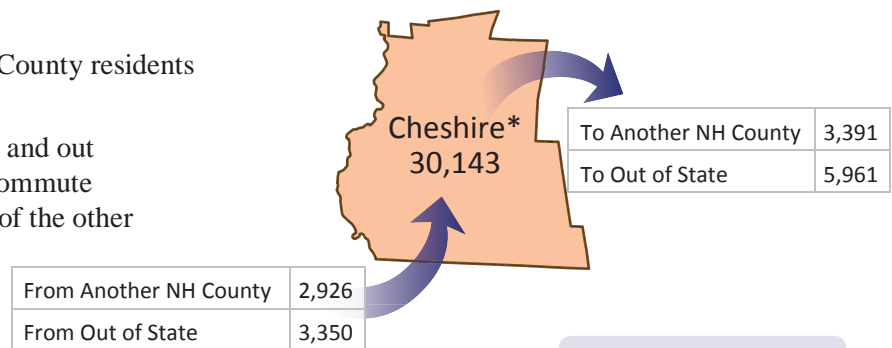 County residents
and out
ommute
of the other
Cheshire*
30,143
To Another NH County 3,391
To Out of State 5,961
From Another NH County 2,926
From Out of State 3,350